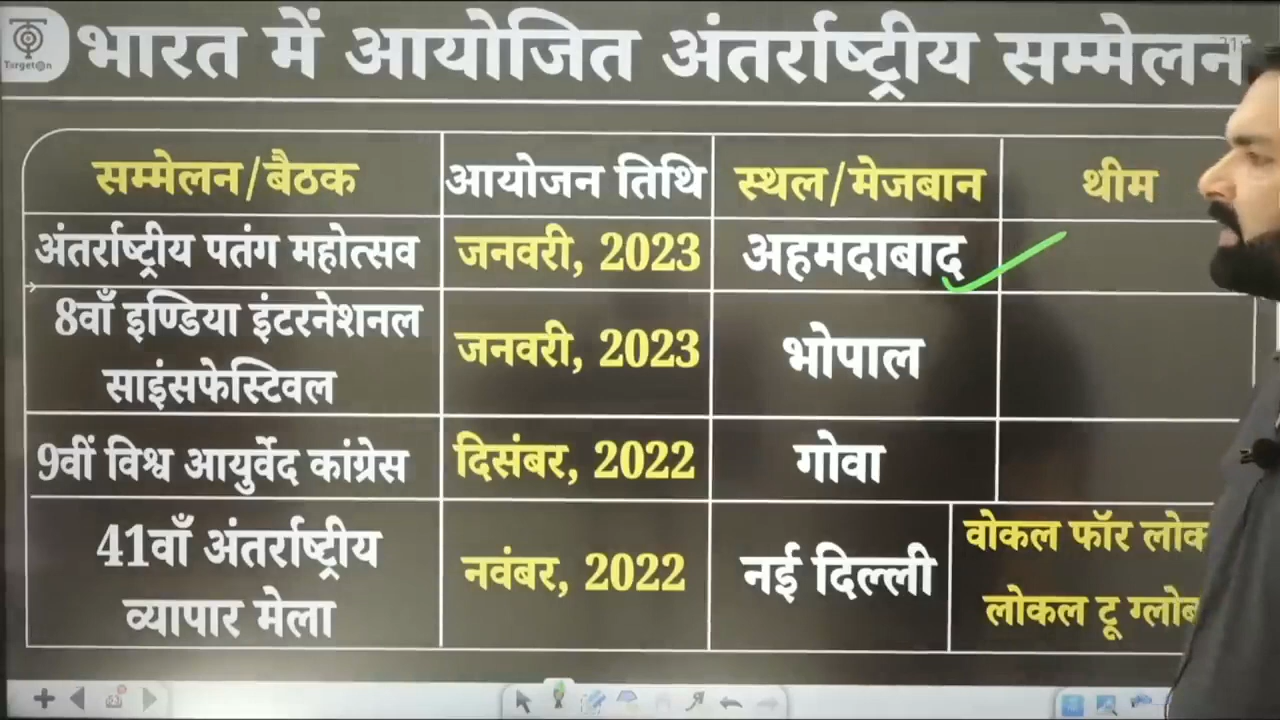 Target@n
भारत में आयोजित अंतर्राष्ट्रीय सम्मेलन
सम्मेलन/बैठक आयोजन तिथि स्थल/मेजबान थीम
अंतर्राष्ट्रीय पतंग महोत्सव जनवरी, 2023 अहमदाबाद
8वाँ इण्डिया इंटरनेशनल
साइंसफेस्टिवल जनवरी, 2023 भोपाल
9वीं विश्व आयुर्वेद कांग्रेस दिसंबर, 2022 गोवा
41वाँ अंतर्राष्ट्रीय
व्यापार मेला नवंबर, 2022 नई दिल्ली
वोकल फॉर
लोकल टू